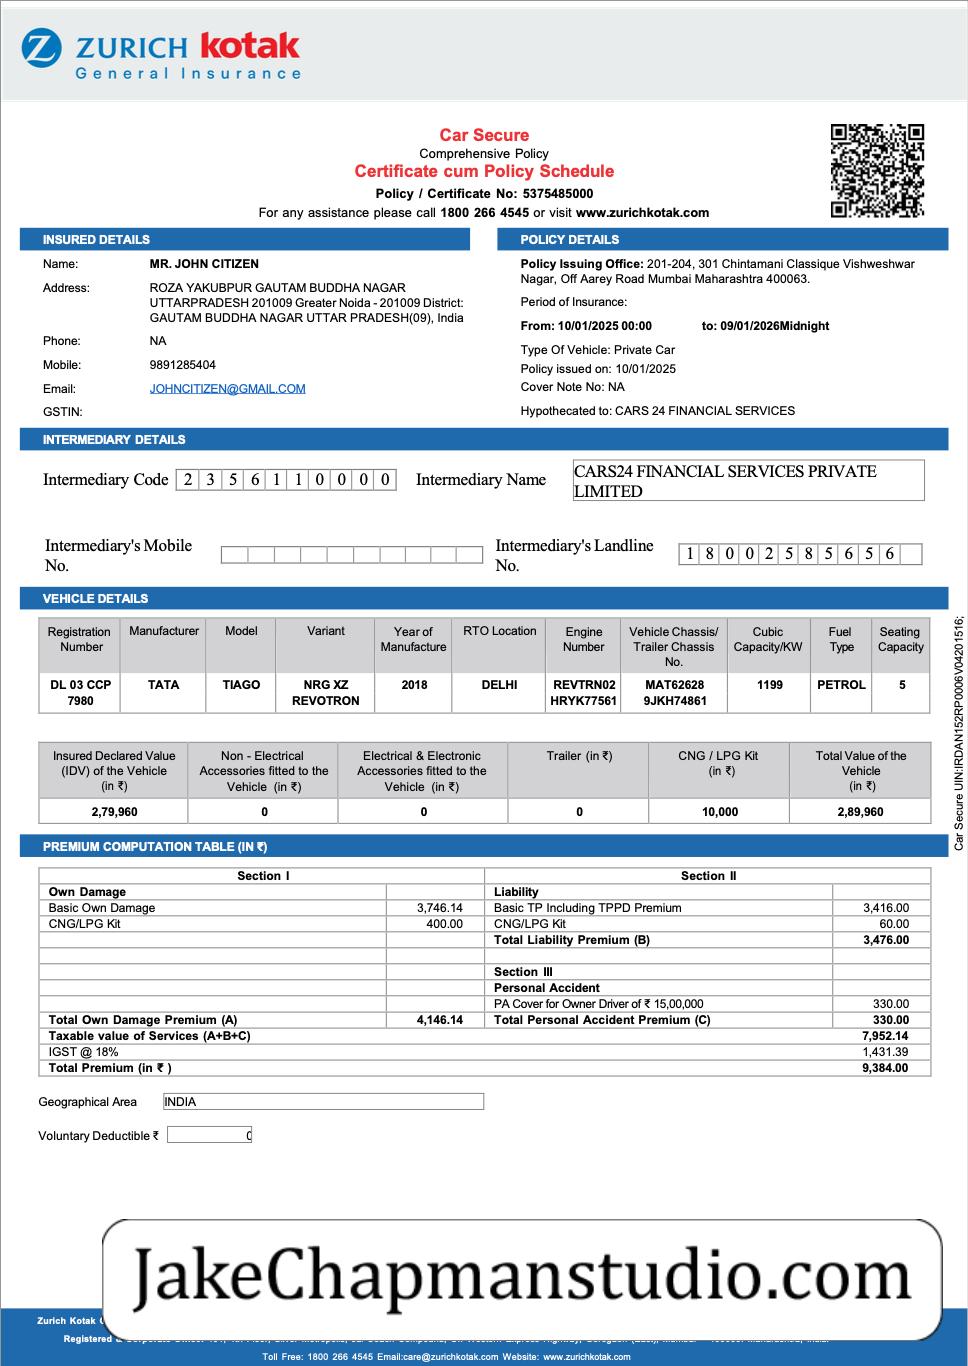 ZURICH kotak
General Insurance
Car Secure
Comprehensive Policy
Certificate cum Policy Schedule
Policy / Certificate No: 5375485000
For any assistance please call 1800 266 4545 or visit www.zurichkotak.com
INSURED DETAILS
Name: MR. JOHN CITIZEN
Address: ROZA YAKUBPUR GAUTAM BUDDHA NAGAR
UTTARPRADESH 201009 Greater Noida - 201009 District:
GAUTAM BUDDHA NAGAR UTTAR PRADESH(09), India
Phone: NA
Mobile: 9891285404
Email: JOHNCITIZEN@GMAIL.COM
GSTIN:
POLICY DETAILS
Policy Issuing Office: 201-204, 301 Chintamani Classique Vishweshwar
Nagar, Off Aarey Road Mumbai Maharashtra 400063.
Period of Insurance:
From: 10/01/2025 00:00 to: 09/01/2026Midnight
Type Of Vehicle: Private Car
Policy issued on: 10/01/2025
Cover Note No: NA
Hypothecated to: CARS 24 FINANCIAL SERVICES
INTERMEDIARY DETAILS
Intermediary Code 2 3 5 6 1 1 0 0 0 0 Intermediary Name CARS24 FINANCIAL SERVICES PRIVATE
LIMITED
Intermediary's Mobile
No.
Intermediary's Landline
No. 1 8 0 0 2 5 8 5 6 5 6
VEHICLE DETAILS
Registration Number Manufacturer Model Variant Year of Manufacture RTO Location Engine Number Vehicle Chassis/ Trailer Chassis No. Cubic Capacity/KW Fuel Type Seating Capacity
DL 03 CCP 7980 TATA TIAGO NRG XZ REVOTRON 2018 DELHI REVTRN02 HRYK77561 MAT62628 9JKH74861 1199 PETROL 5
Insured Declared Value (IDV) of the Vehicle (in ₹) Non - Electrical Accessories fitted to the Vehicle (in ₹) Electrical & Electronic Accessories fitted to the Vehicle (in ₹) Trailer (in ₹) CNG / LPG Kit (in ₹) Total Value of the Vehicle (in ₹)
2,79,960 0 0 0 10,000 2,89,960
Car Secure UIN:IRDAN152RP0006V04201516;
PREMIUM COMPUTATION TABLE (IN ₹)
Section I Section II
Own Damage Liability
Basic Own Damage 3,746.14 Basic TP Including TPPD Premium 3,416.00
CNG/LPG Kit 400.00 CNG/LPG Kit 60.00
Total Liability Premium (B) 3,476.00
Section III
Personal Accident
PA Cover for Owner Driver of ₹ 15,00,000 330.00
Total Own Damage Premium (A) 4,146.14 Total Personal Accident Premium (C) 330.00
Taxable value of Services (A+B+C) 7,952.14
IGST @ 18% 1,431.39
Total Premium (in ₹ ) 9,384.00
Geographical Area INDIA
Voluntary Deductible ₹ 0
JakeChapmanstudio.com
Zurich Kotak
Registered
Toll Free: 1800 266 4545 Email:care@zurichkotak.com Website: www.zurichkotak.com